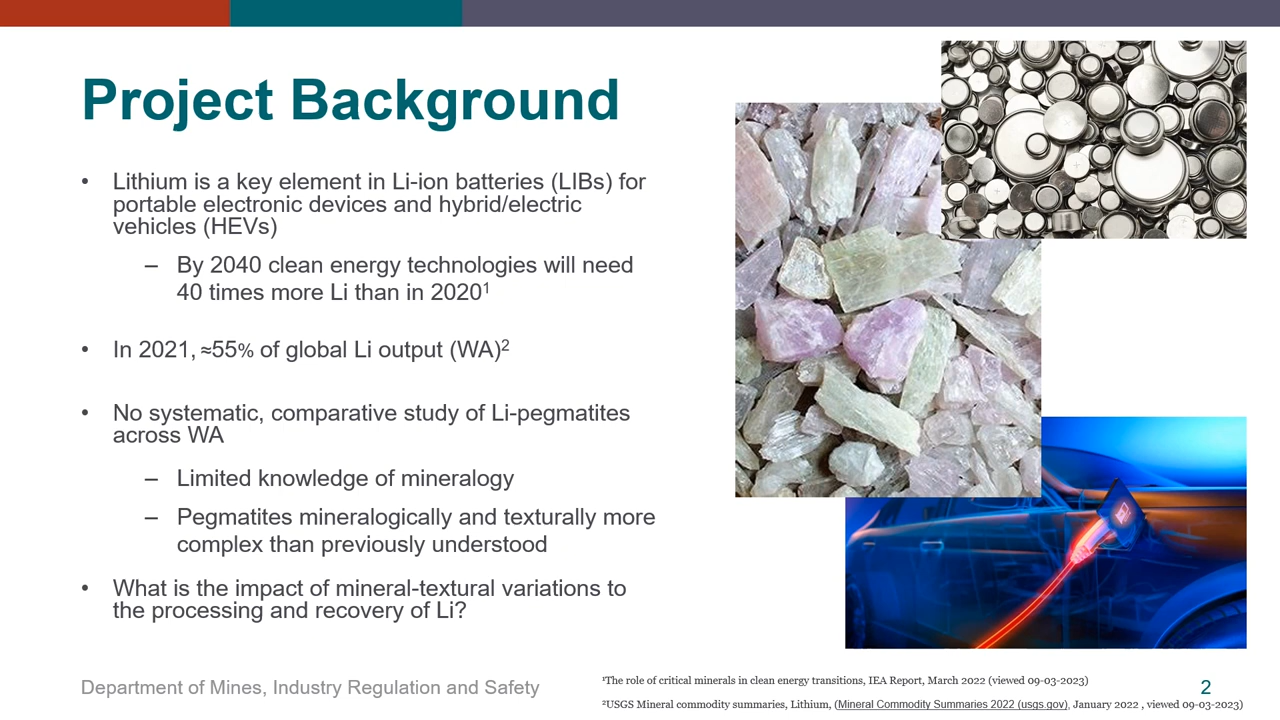 Project Background
• Lithium is a key element in Li-ion batteries (LIBs) for
portable electronic devices and hybrid/electric
vehicles (HEVs)
– By 2040 clean energy technologies will need
40 times more Li than in 2020¹
• In 2021, ≈55% of global Li output (WA)²
• No systematic, comparative study of Li-pegmatites
across WA
– Limited knowledge of mineralogy
– Pegmatites mineralogically and texturally more
complex than previously understood
• What is the impact of mineral-textural variations to
the processing and recovery of Li?
Department of Mines, Industry Regulation and Safety
¹The role of critical minerals in clean energy transitions, IEA Report, March 2022 (viewed 09-03-2023)
²USGS Mineral commodity summaries, Lithium, (Mineral Commodity Summaries 2022 (usgs.gov), January 2022 , viewed 09-03-2023)
2